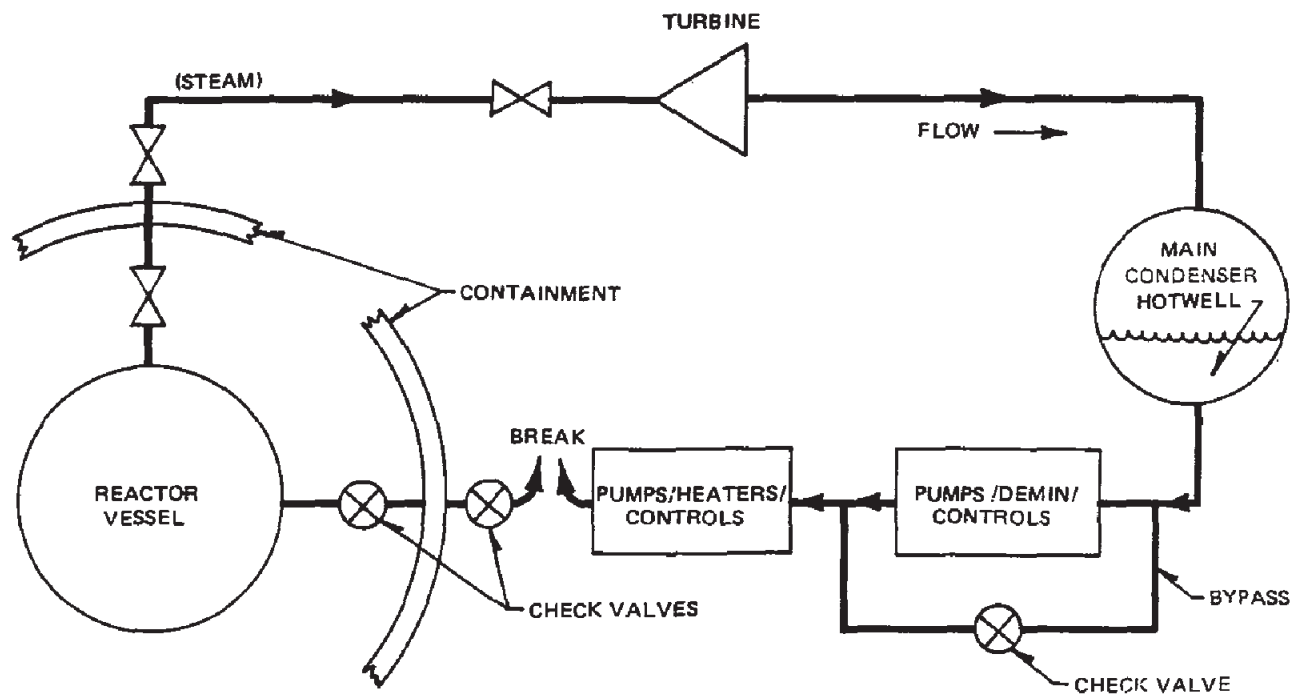 TURBINE
(STEAM)
FLOW
MAIN
CONDENSER
HOTWELL
CONTAINMENT
BREAK
REACTOR
VESSEL
PUMPS/HEATERS/
CONTROLS
PUMPS/DEMIN/
CONTROLS
CHECK VALVES
BYPASS
CHECK VALVE